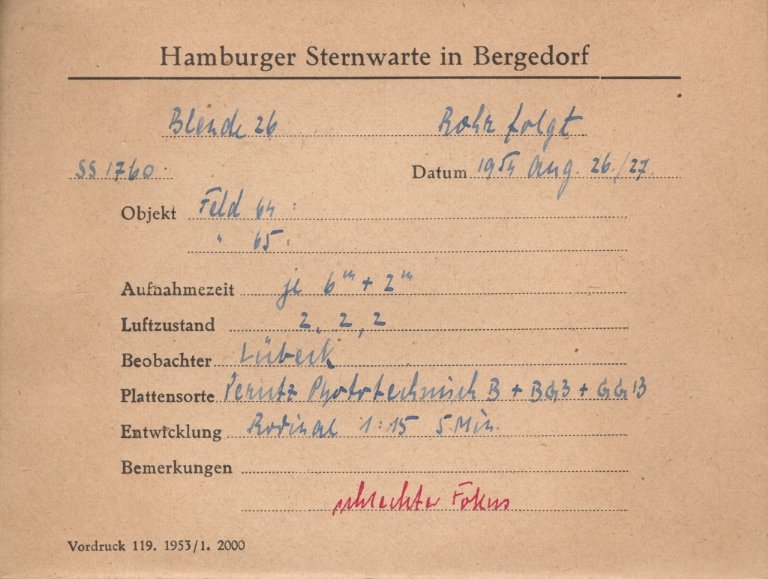 Hamburger Sternwarte in Bergedorf
Blende 26 Rohr folgt
SS 1760 Datum 1954 Aug. 26./27.
Objekt Feld 64 :
" 65 :
Aufnahmezeit je 6ᵐ + 2ᵐ
Luftzustand 2, 2, 2
Beobachter Lübeck
Plattensorte Perutz Phototechnisch B + BG3 + GG13
Entwicklung Rodinal 1:15 5 Min.
Bemerkungen
schlechter Fokus
Vordruck 119. 1953/1. 2000